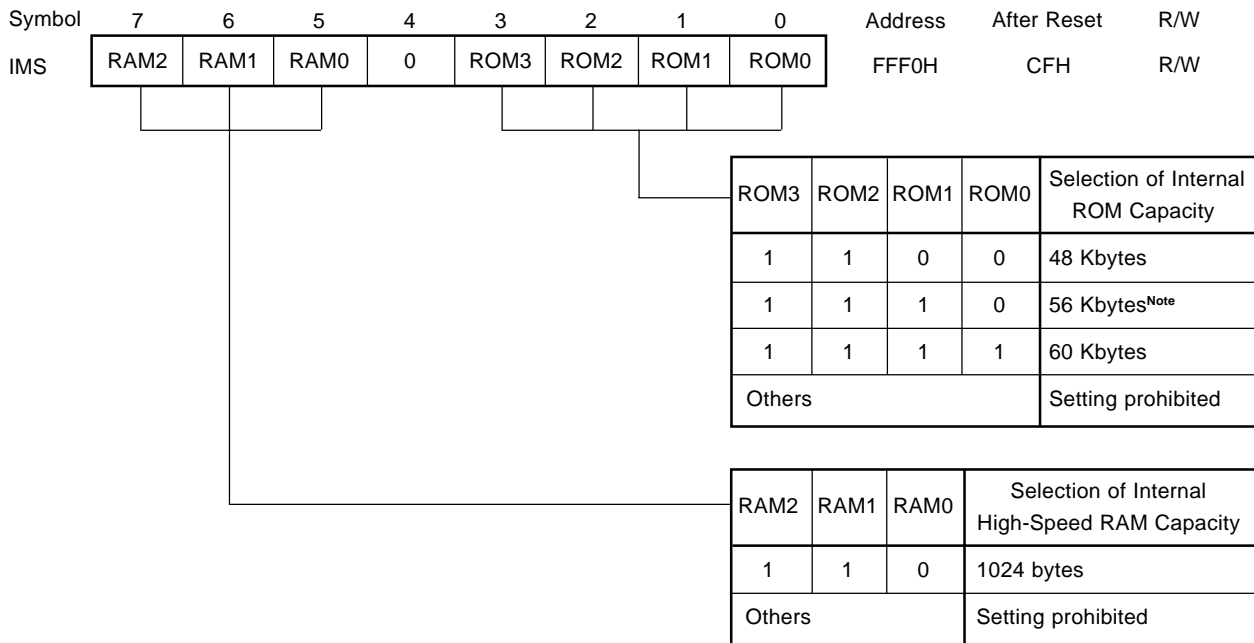 Symbol 7 6 5 4 3 2 1 0 Address After Reset R/W
IMS RAM2 RAM1 RAM0 0 ROM3 ROM2 ROM1 ROM0 FFF0H CFH R/W
ROM3 ROM2 ROM1 ROM0 Selection of Internal
ROM Capacity
1 1 0 0 48 Kbytes
1 1 1 0 56 KbytesNote
1 1 1 1 60 Kbytes
Others Setting prohibited
RAM2 RAM1 RAM0 Selection of Internal
High-Speed RAM Capacity
1 1 0 1024 bytes
Others Setting prohibited